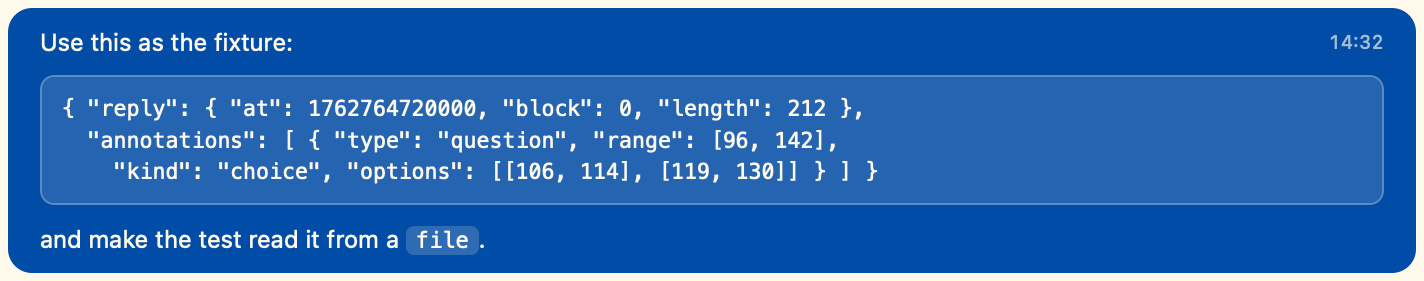 Use this as the fixture:
14:32
{ "reply": { "at": 1762764720000, "block": 0, "length": 212 },
  "annotations": [ { "type": "question", "range": [96, 142],
    "kind": "choice", "options": [[106, 114], [119, 130]] } ] }
and make the test read it from a file.